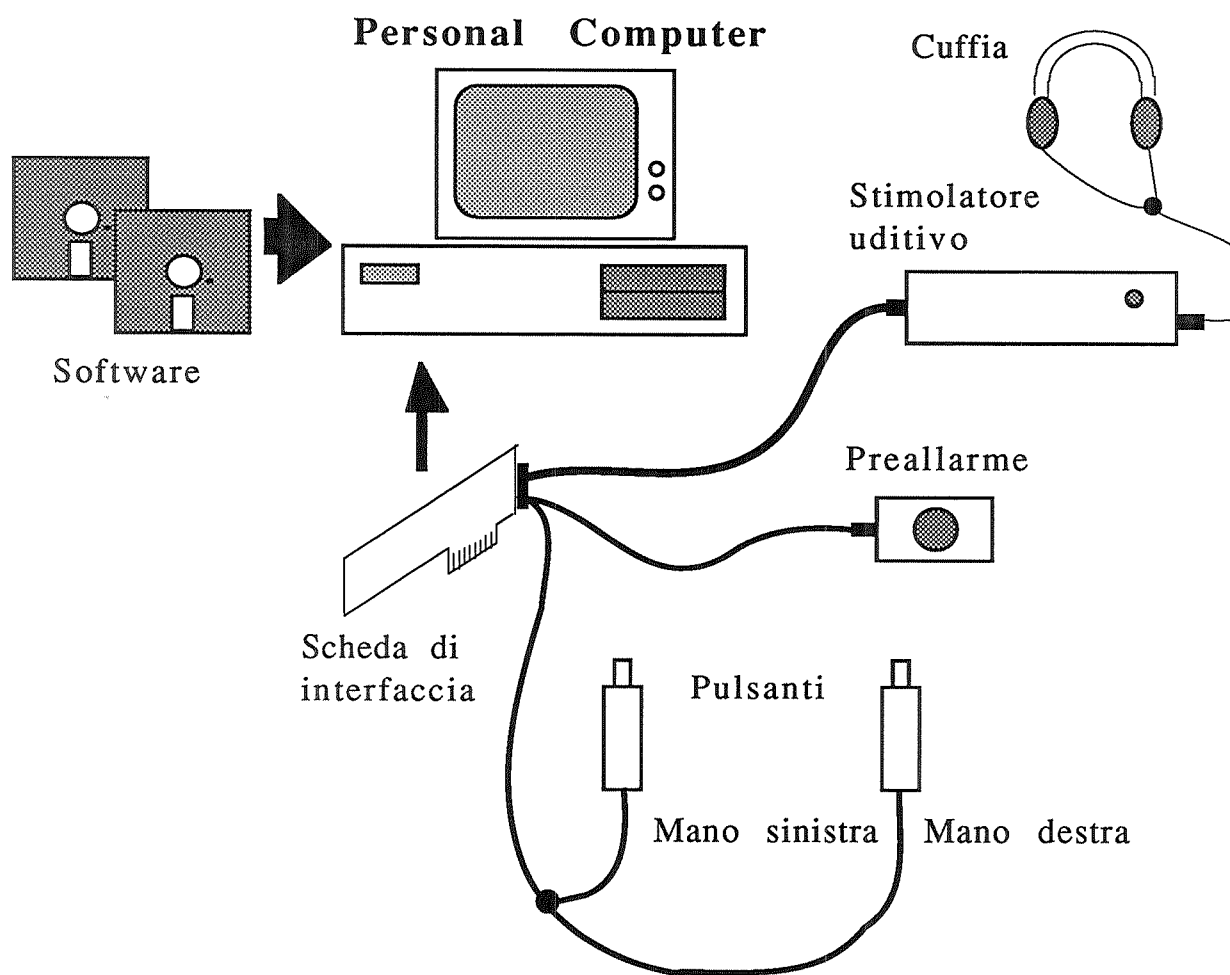 Personal Computer
Cuffia
Stimolatore
uditivo
Software
Preallarme
Scheda di
interfaccia
Pulsanti
Mano sinistra
Mano destra